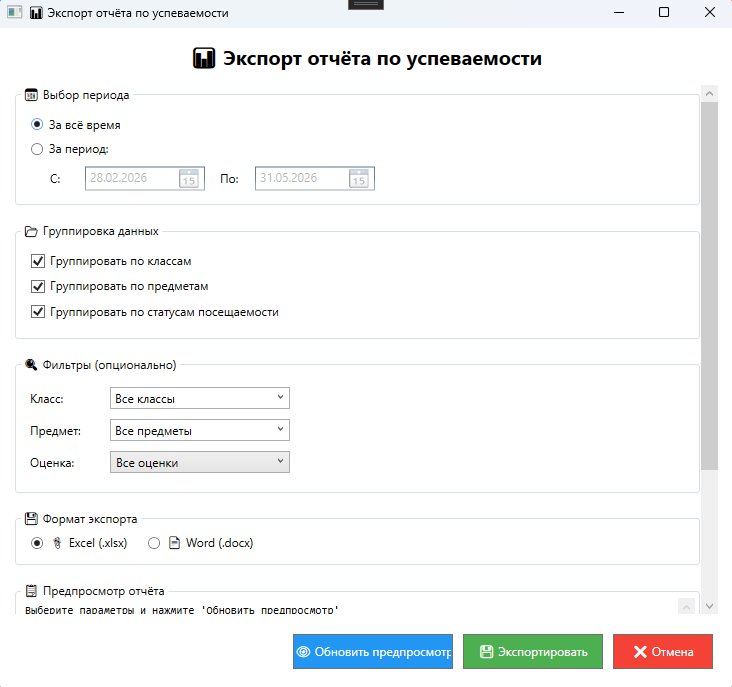 Экспорт отчёта по успеваемости
Экспорт отчёта по успеваемости
Выбор периода
За всё время
За период:
С: 28.02.2026 15 По: 31.05.2026 15
Группировка данных
Группировать по классам
Группировать по предметам
Группировать по статусам посещаемости
Фильтры (опционально)
Класс: Все классы
Предмет: Все предметы
Оценка: Все оценки
Формат экспорта
Excel (.xlsx) Word (.docx)
Предпросмотр отчёта
Выберите параметры и нажмите 'Обновить предпросмотр'
Обновить предпросмотр Экспортировать Отмена